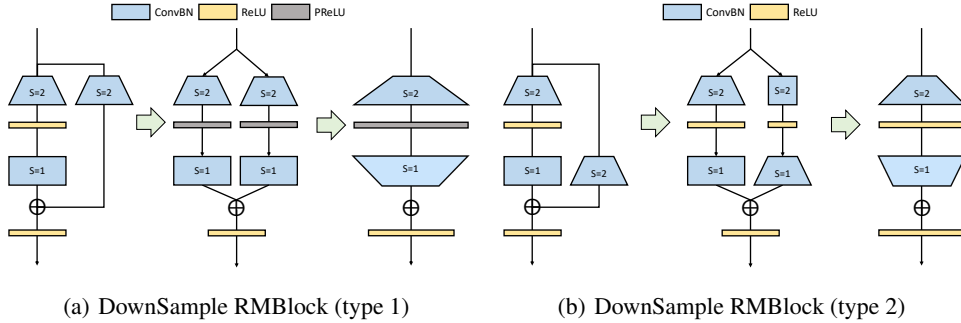 ConvBN ReLU PReLU
S=2 S=2 S=2 S=2 S=2
S=1 S=1 S=1 S=1
ConvBN ReLU
S=2 S=2 S=2 S=2
S=1 S=2 S=1 S=1 S=1
(a) DownSample RMBlock (type 1)
(b) DownSample RMBlock (type 2)